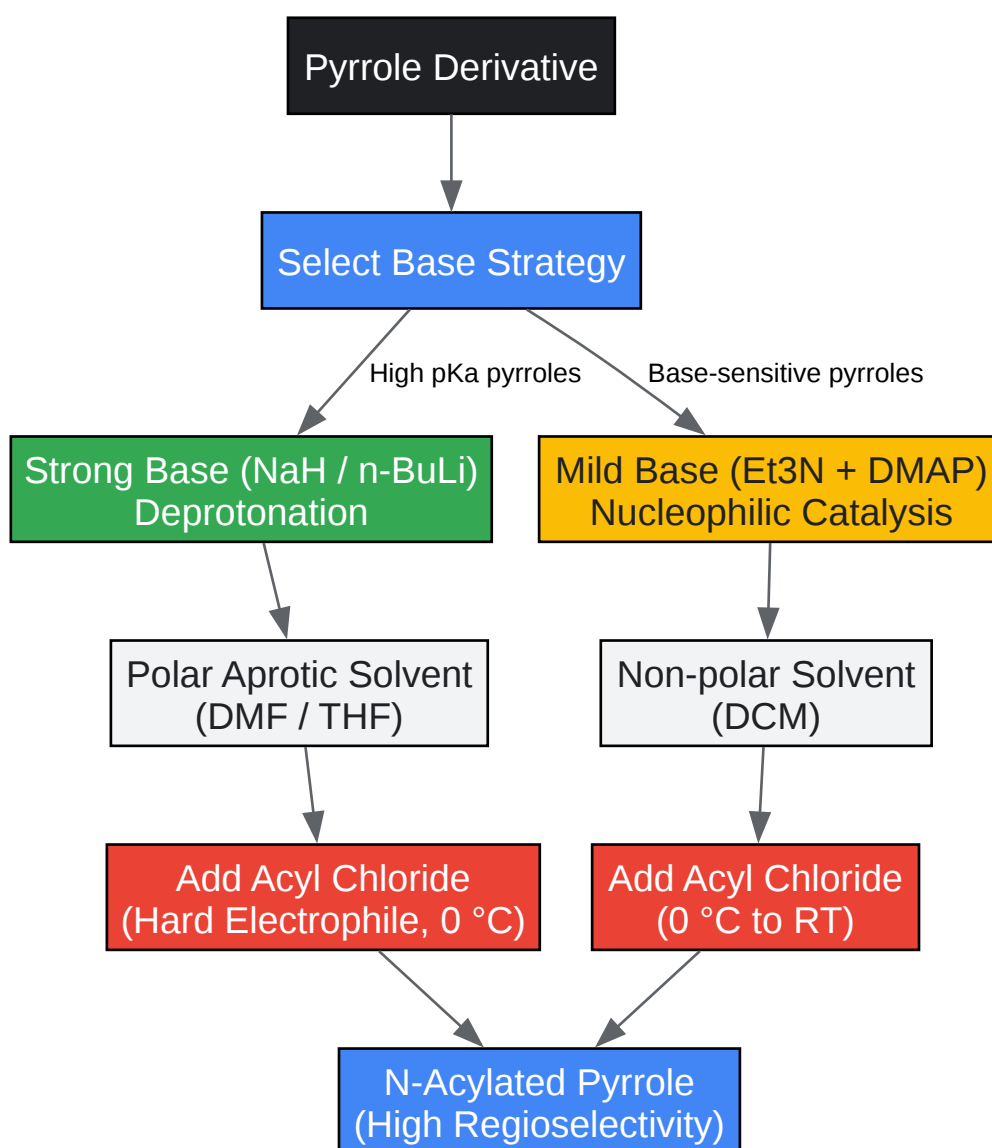 Pyrrole Derivative
Select Base Strategy
High pKa pyrroles
Base-sensitive pyrroles
Strong Base (NaH / n-BuLi)
Deprotonation
Mild Base (Et3N + DMAP)
Nucleophilic Catalysis
Polar Aprotic Solvent
(DMF / THF)
Non-polar Solvent
(DCM)
Add Acyl Chloride
(Hard Electrophile, 0 °C)
Add Acyl Chloride
(0 °C to RT)
N-Acylated Pyrrole
(High Regioselectivity)